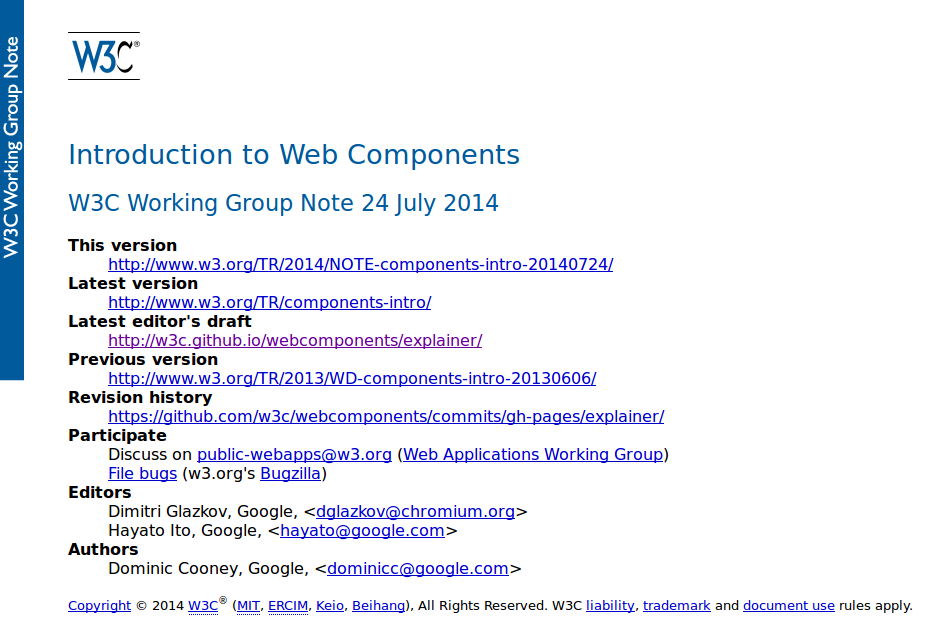 W3C Working Group Note
W3C®
Introduction to Web Components
W3C Working Group Note 24 July 2014
This version
http://www.w3.org/TR/2014/NOTE-components-intro-20140724/
Latest version
http://www.w3.org/TR/components-intro/
Latest editor's draft
http://w3c.github.io/webcomponents/explainer/
Previous version
http://www.w3.org/TR/2013/WD-components-intro-20130606/
Revision history
https://github.com/w3c/webcomponents/commits/gh-pages/explainer/
Participate
Discuss on public-webapps@w3.org (Web Applications Working Group)
File bugs (w3.org's Bugzilla)
Editors
Dimitri Glazkov, Google, <dglazkov@chromium.org>
Hayato Ito, Google, <hayato@google.com>
Authors
Dominic Cooney, Google, <dominicc@google.com>
Copyright © 2014 W3C® (MIT, ERCIM, Keio, Beihang), All Rights Reserved. W3C liability, trademark and document use rules apply.